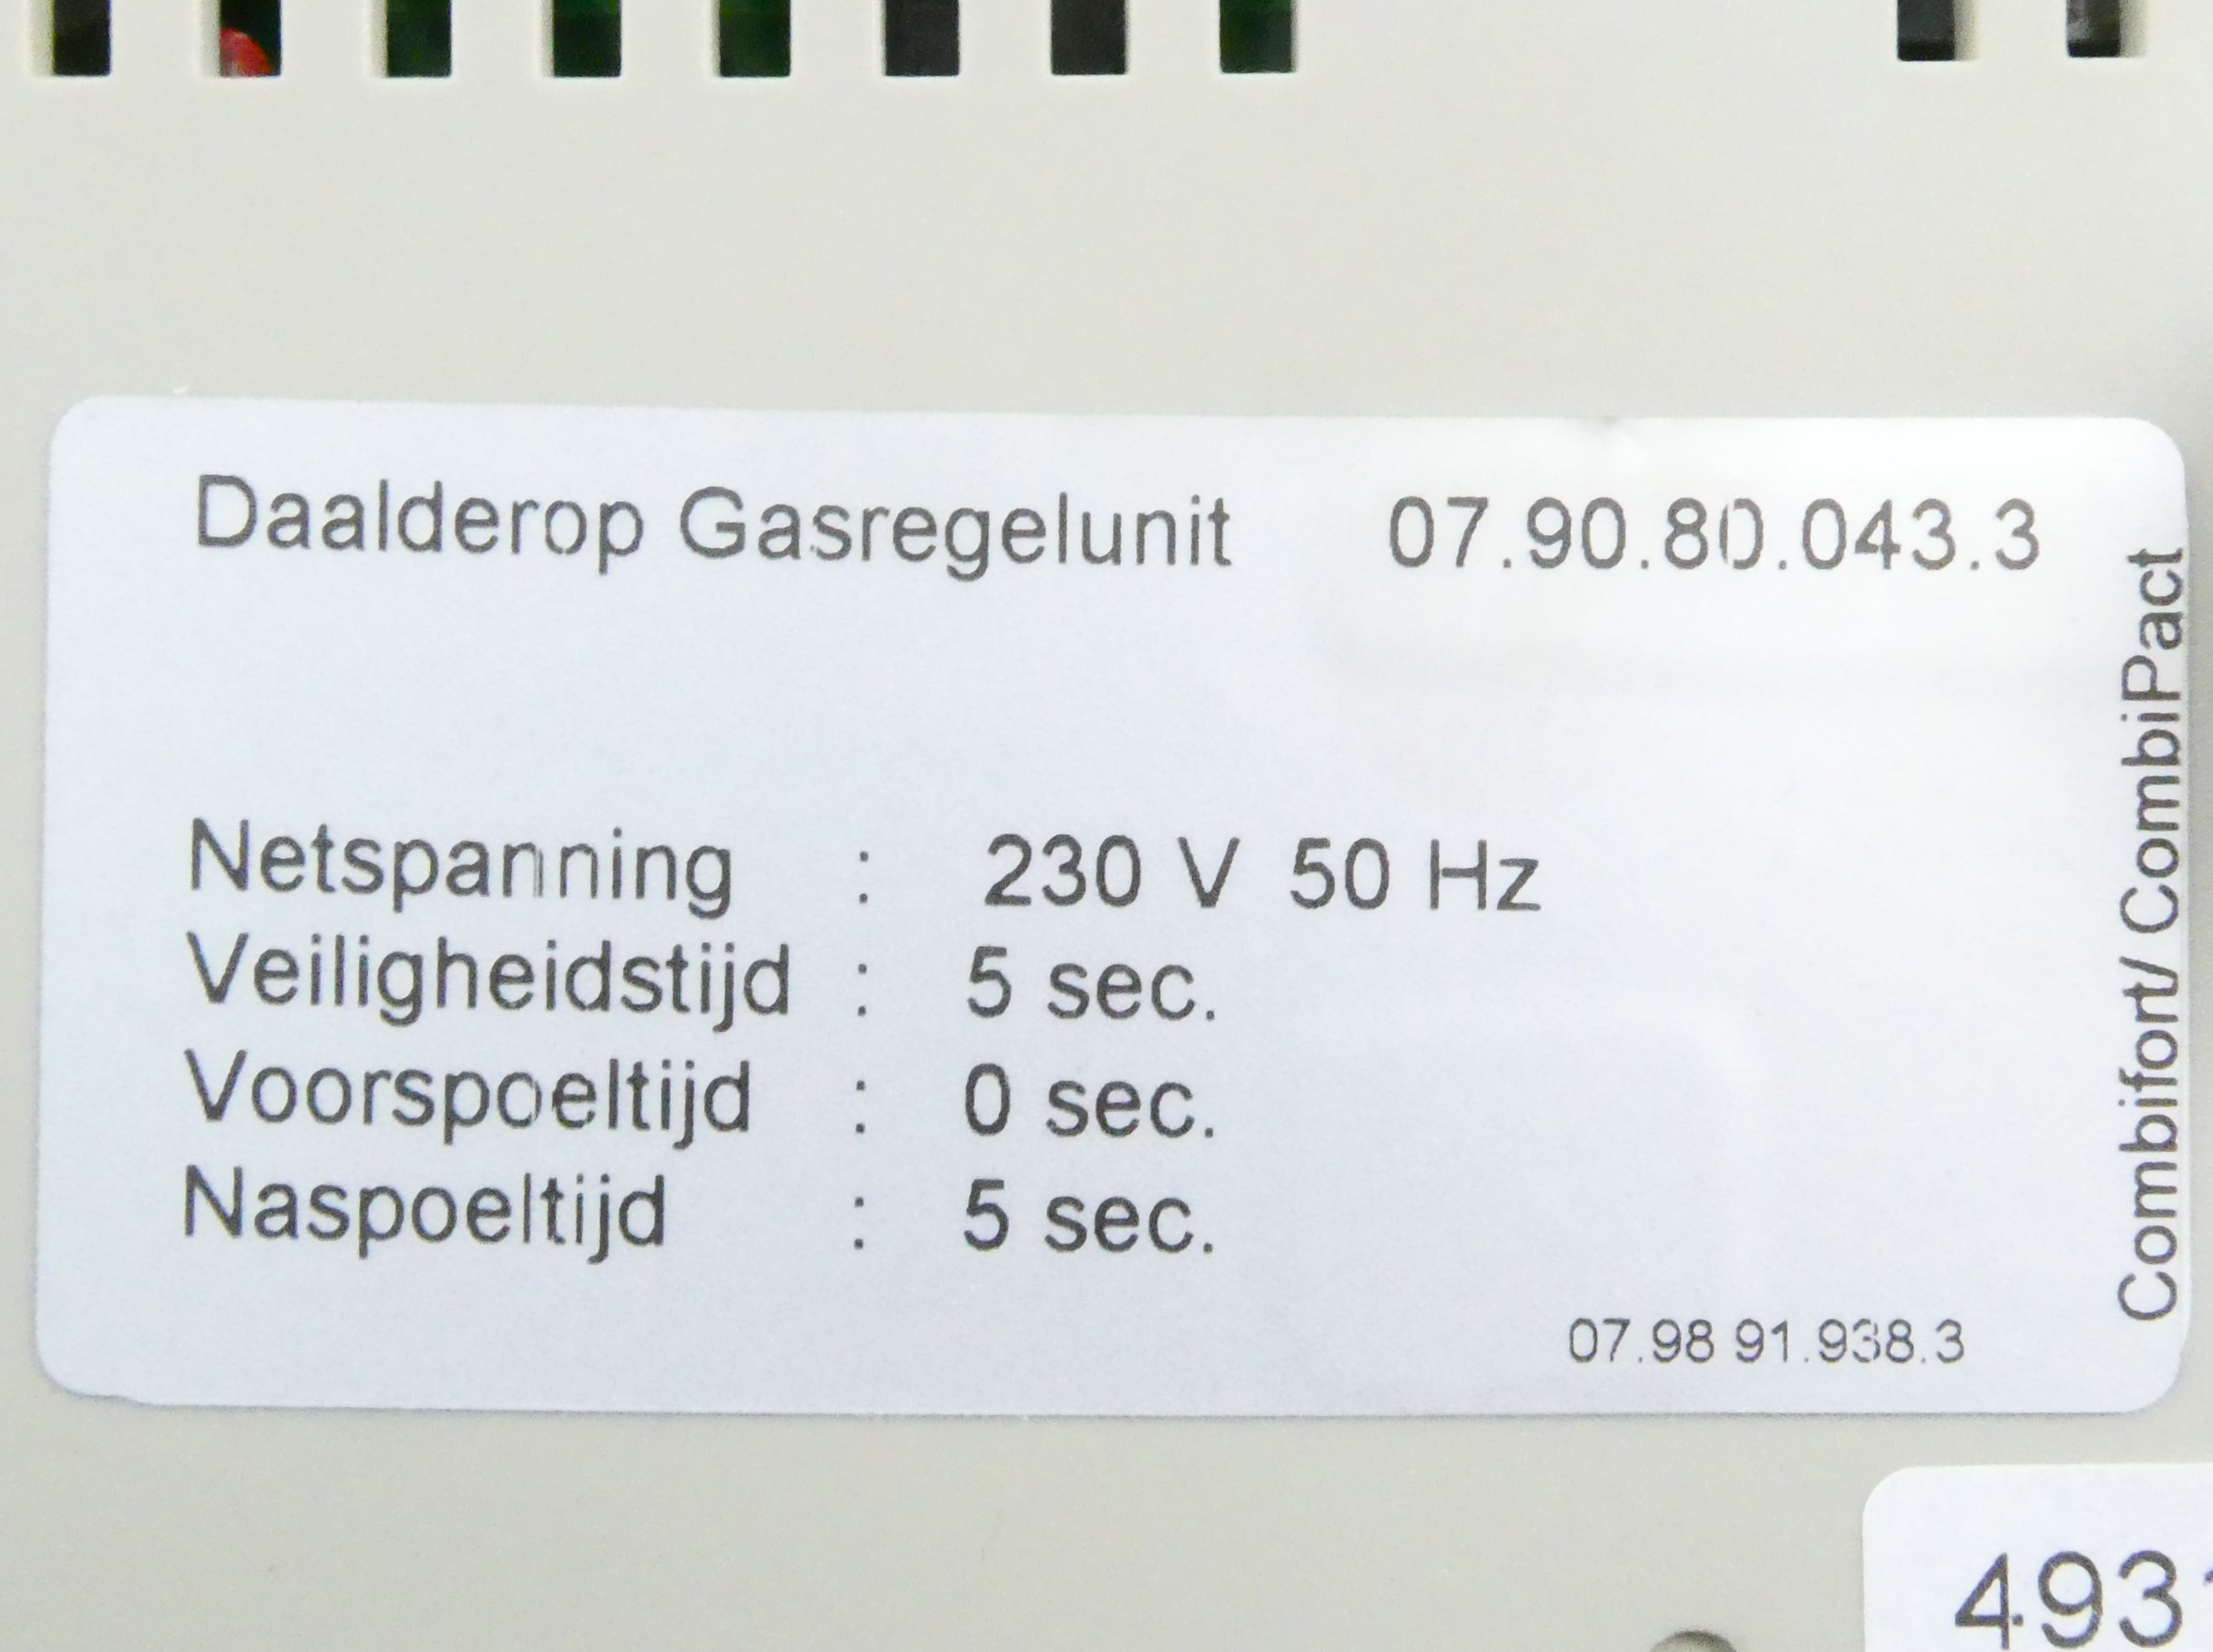 Daalderop Gasregelunit 07.90.80.043.3
Netspanning : 230 V 50 Hz
Veiligheidstijd : 5 sec.
Voorspoeltijd : 0 sec.
Naspoeltijd : 5 sec.
07.98 91.938.3
Combifort/ CombiPact